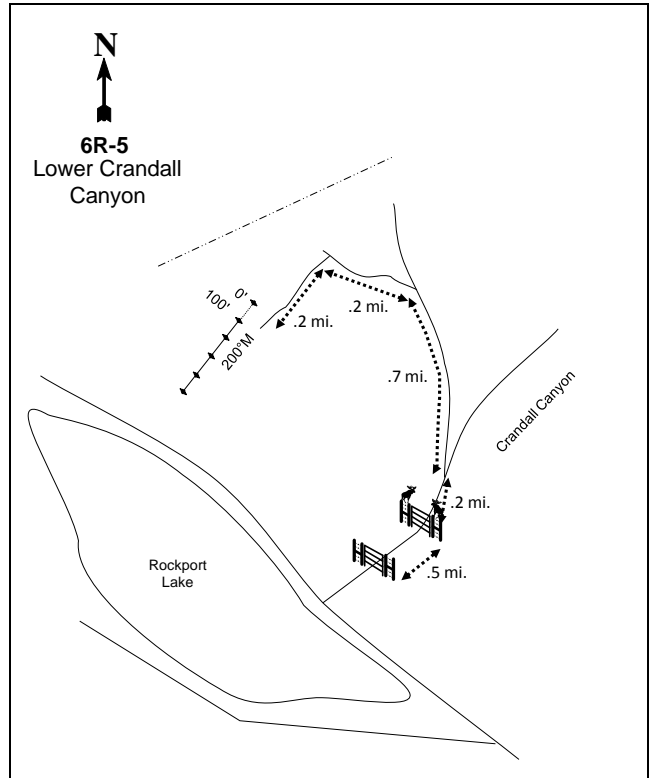 N
6R-5
Lower Crandall
Canyon
0'
100'
200°M
.2 mi.
.2 mi.
.7 mi.
Crandall Canyon
.2 mi.
.5 mi.
Rockport
Lake